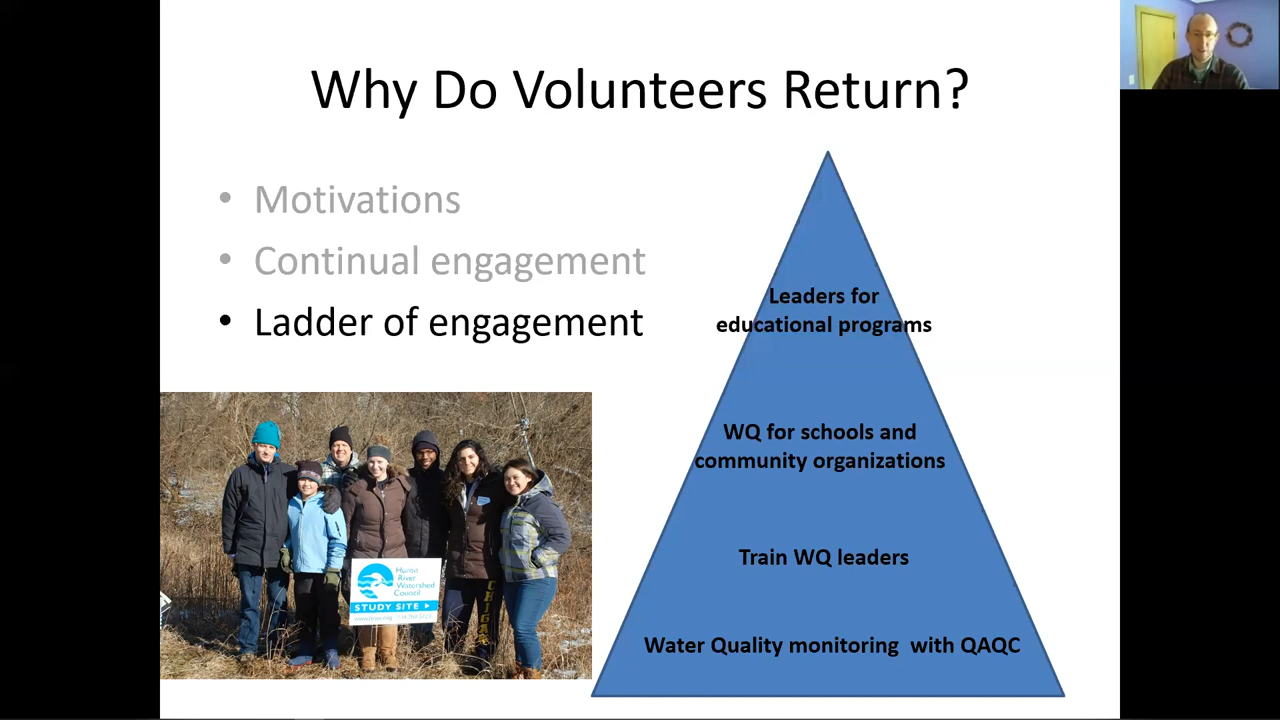 Why Do Volunteers Return?
• Motivations
• Continual engagement
• Ladder of engagement
Leaders for
educational programs
WQ for schools and
community organizations
Train WQ leaders
Water Quality monitoring with QAQC
Huron
River
Watershed
Council
STUDY SITE